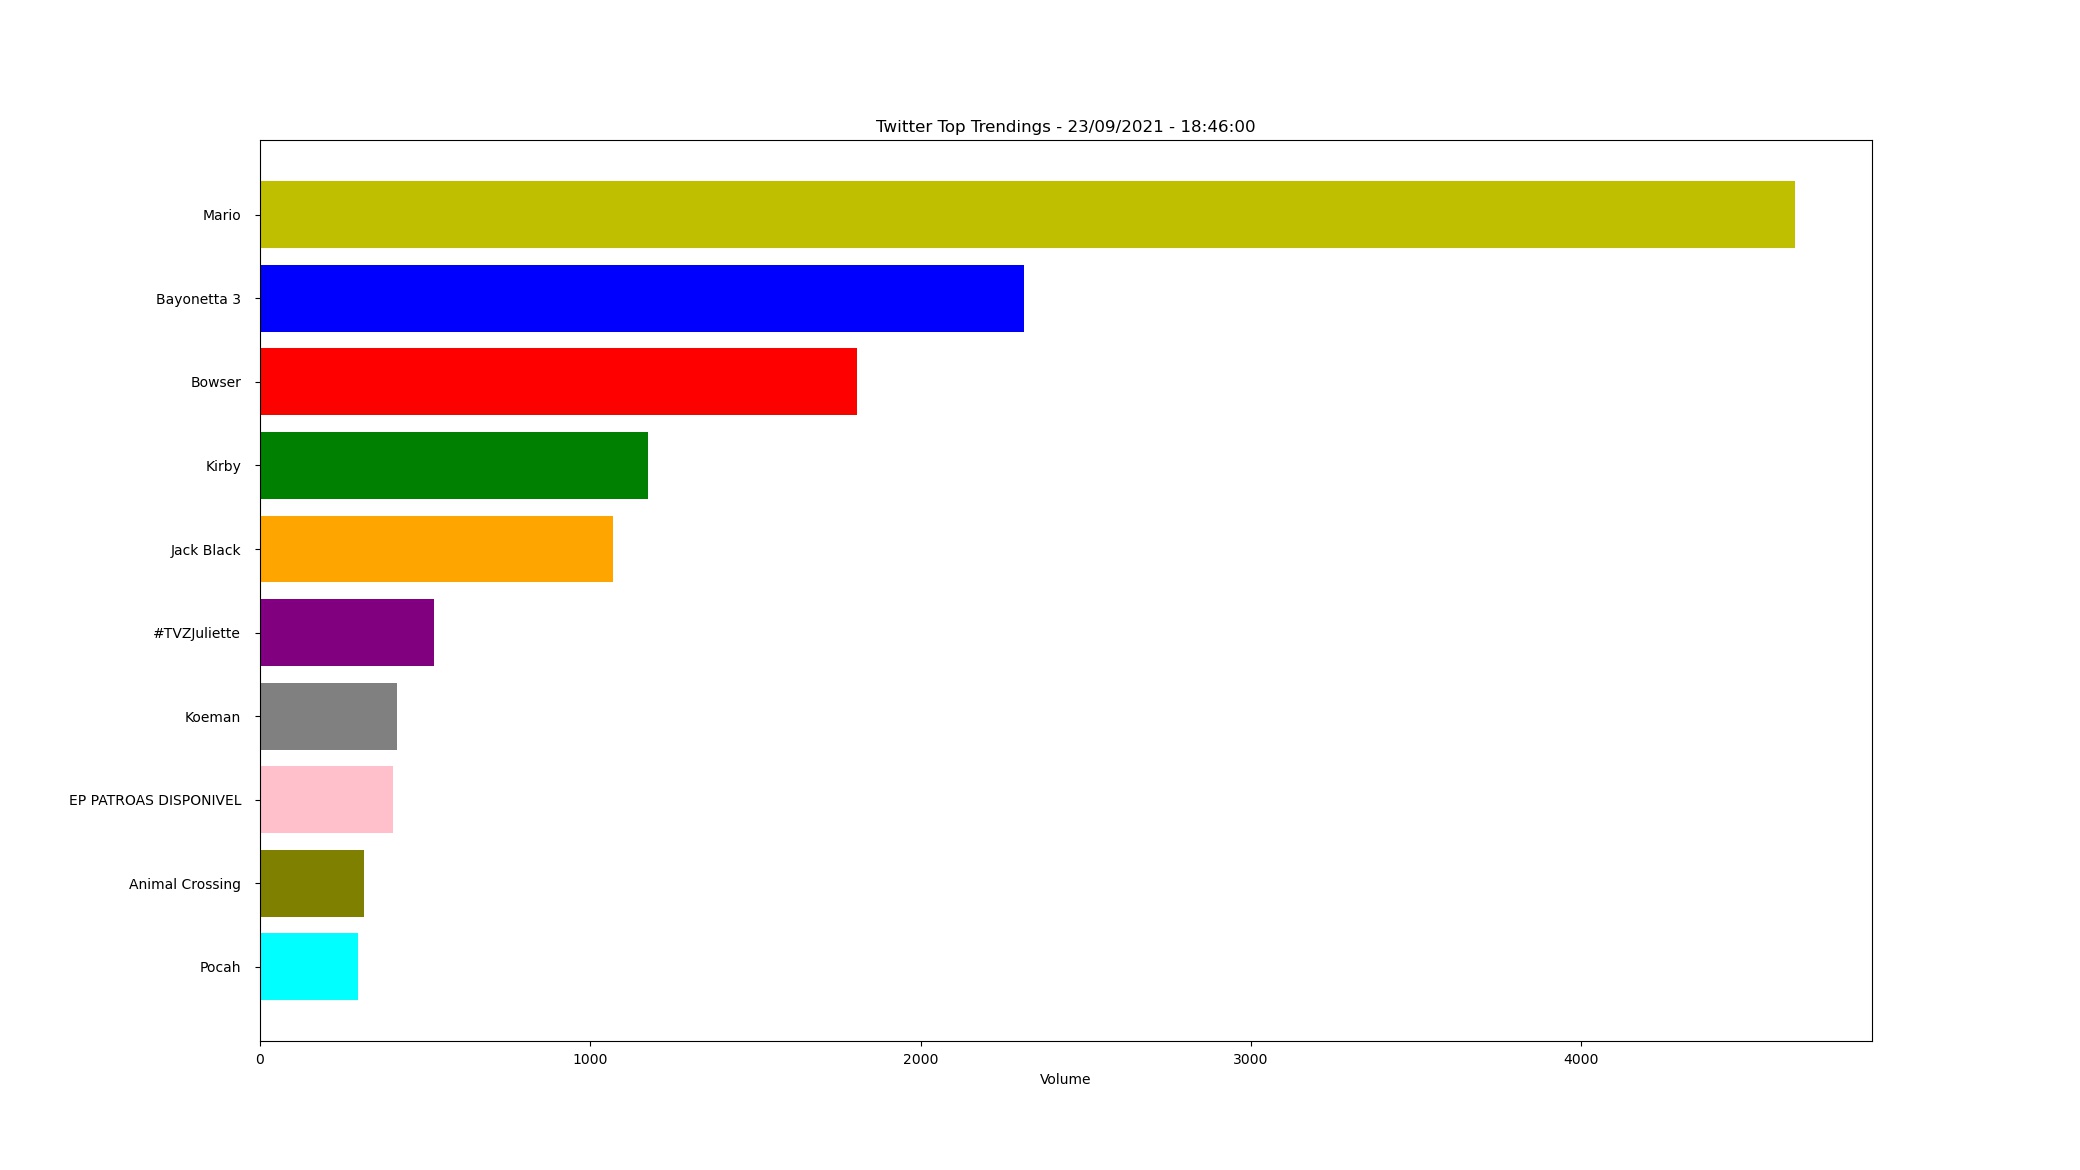 Twitter Top Trendings - 23/09/2021 - 18:46:00
Mario
Bayonetta 3
Bowser
Kirby
Jack Black
#TVZJuliette
Koeman
EP PATROAS DISPONIVEL
Animal Crossing
Pocah
0 1000 2000 3000 4000
Volume